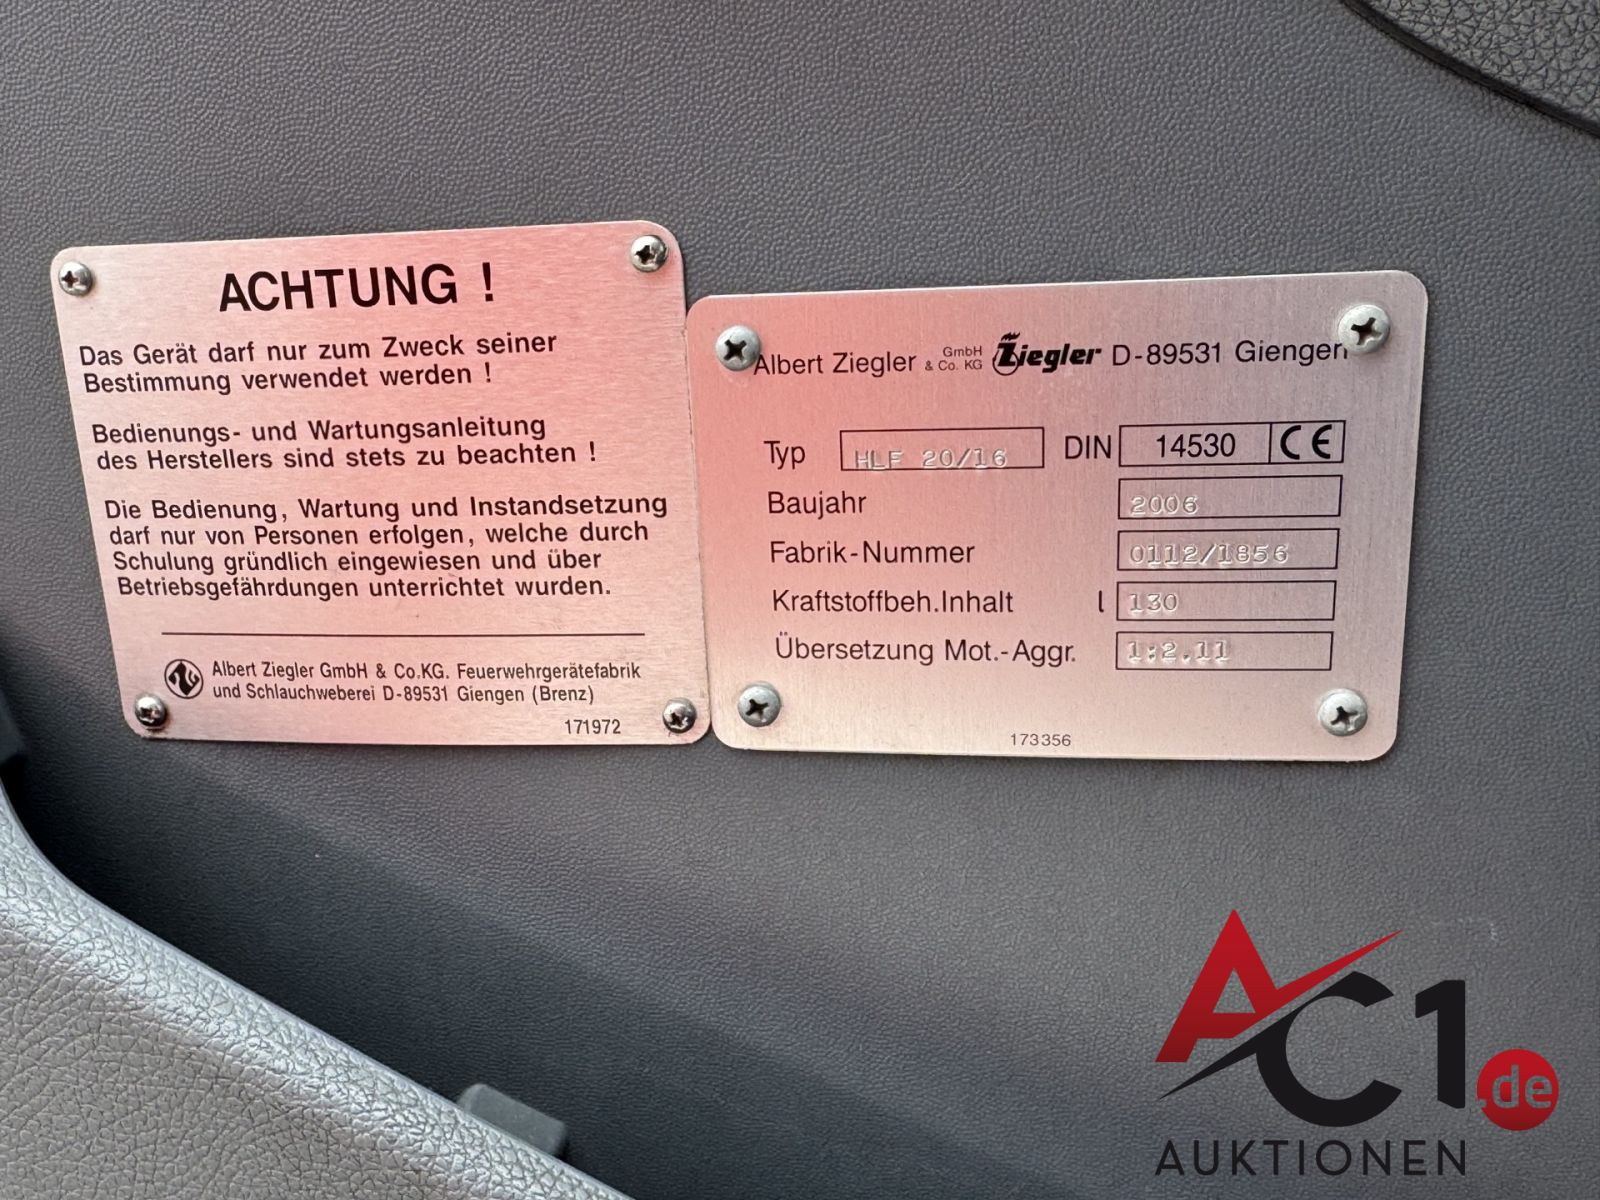 ACHTUNG !
Das Gerät darf nur zum Zweck seiner
Bestimmung verwendet werden !
Bedienungs- und Wartungsanleitung
des Herstellers sind stets zu beachten !
Die Bedienung, Wartung und Instandsetzung
darf nur von Personen erfolgen, welche durch
Schulung gründlich eingewiesen und über
Betriebsgefährdungen unterrichtet wurden.
Albert Ziegler GmbH & Co.KG. Feuerwehrgerätefabrik
und Schlauchweberei D-89531 Giengen (Brenz)
171972
Albert Ziegler GmbH & Co. KG Ziegler D-89531 Giengen
Typ HLF 20/16 DIN 14530 CE
Baujahr 2006
Fabrik-Nummer 0112/1856
Kraftstoffbeh.Inhalt l 130
Übersetzung Mot.-Aggr. 1:2.11
173356
AC1.de
AUKTIONEN